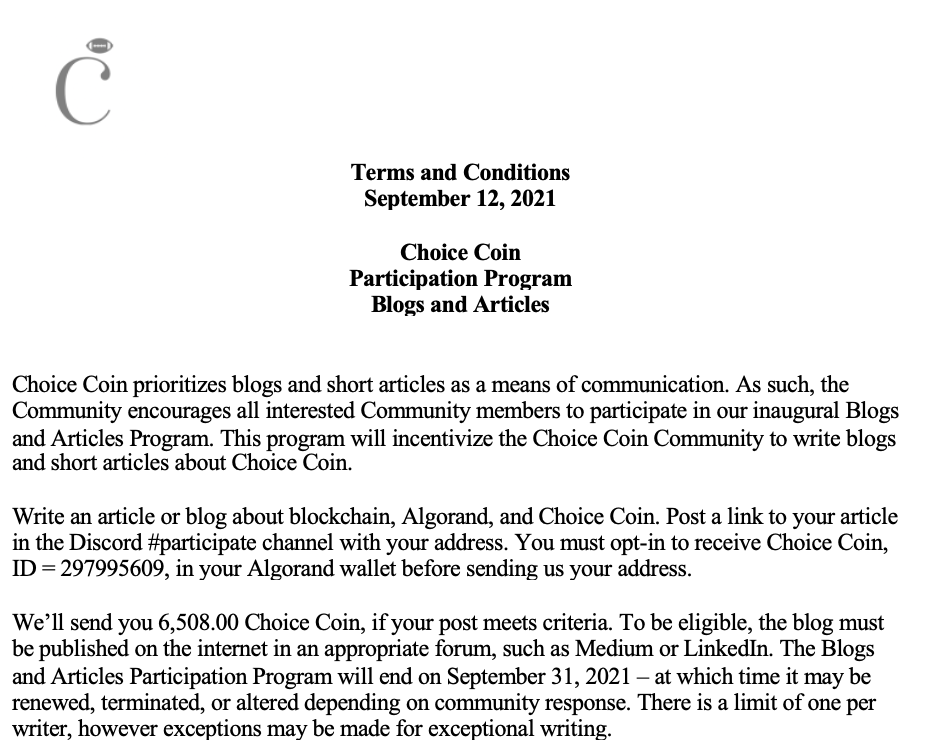 C
Terms and Conditions
September 12, 2021
Choice Coin
Participation Program
Blogs and Articles
Choice Coin prioritizes blogs and short articles as a means of communication. As such, the
Community encourages all interested Community members to participate in our inaugural Blogs
and Articles Program. This program will incentivize the Choice Coin Community to write blogs
and short articles about Choice Coin.
Write an article or blog about blockchain, Algorand, and Choice Coin. Post a link to your article
in the Discord #participate channel with your address. You must opt-in to receive Choice Coin,
ID = 297995609, in your Algorand wallet before sending us your address.
We’ll send you 6,508.00 Choice Coin, if your post meets criteria. To be eligible, the blog must
be published on the internet in an appropriate forum, such as Medium or LinkedIn. The Blogs
and Articles Participation Program will end on September 31, 2021 – at which time it may be
renewed, terminated, or altered depending on community response. There is a limit of one per
writer, however exceptions may be made for exceptional writing.